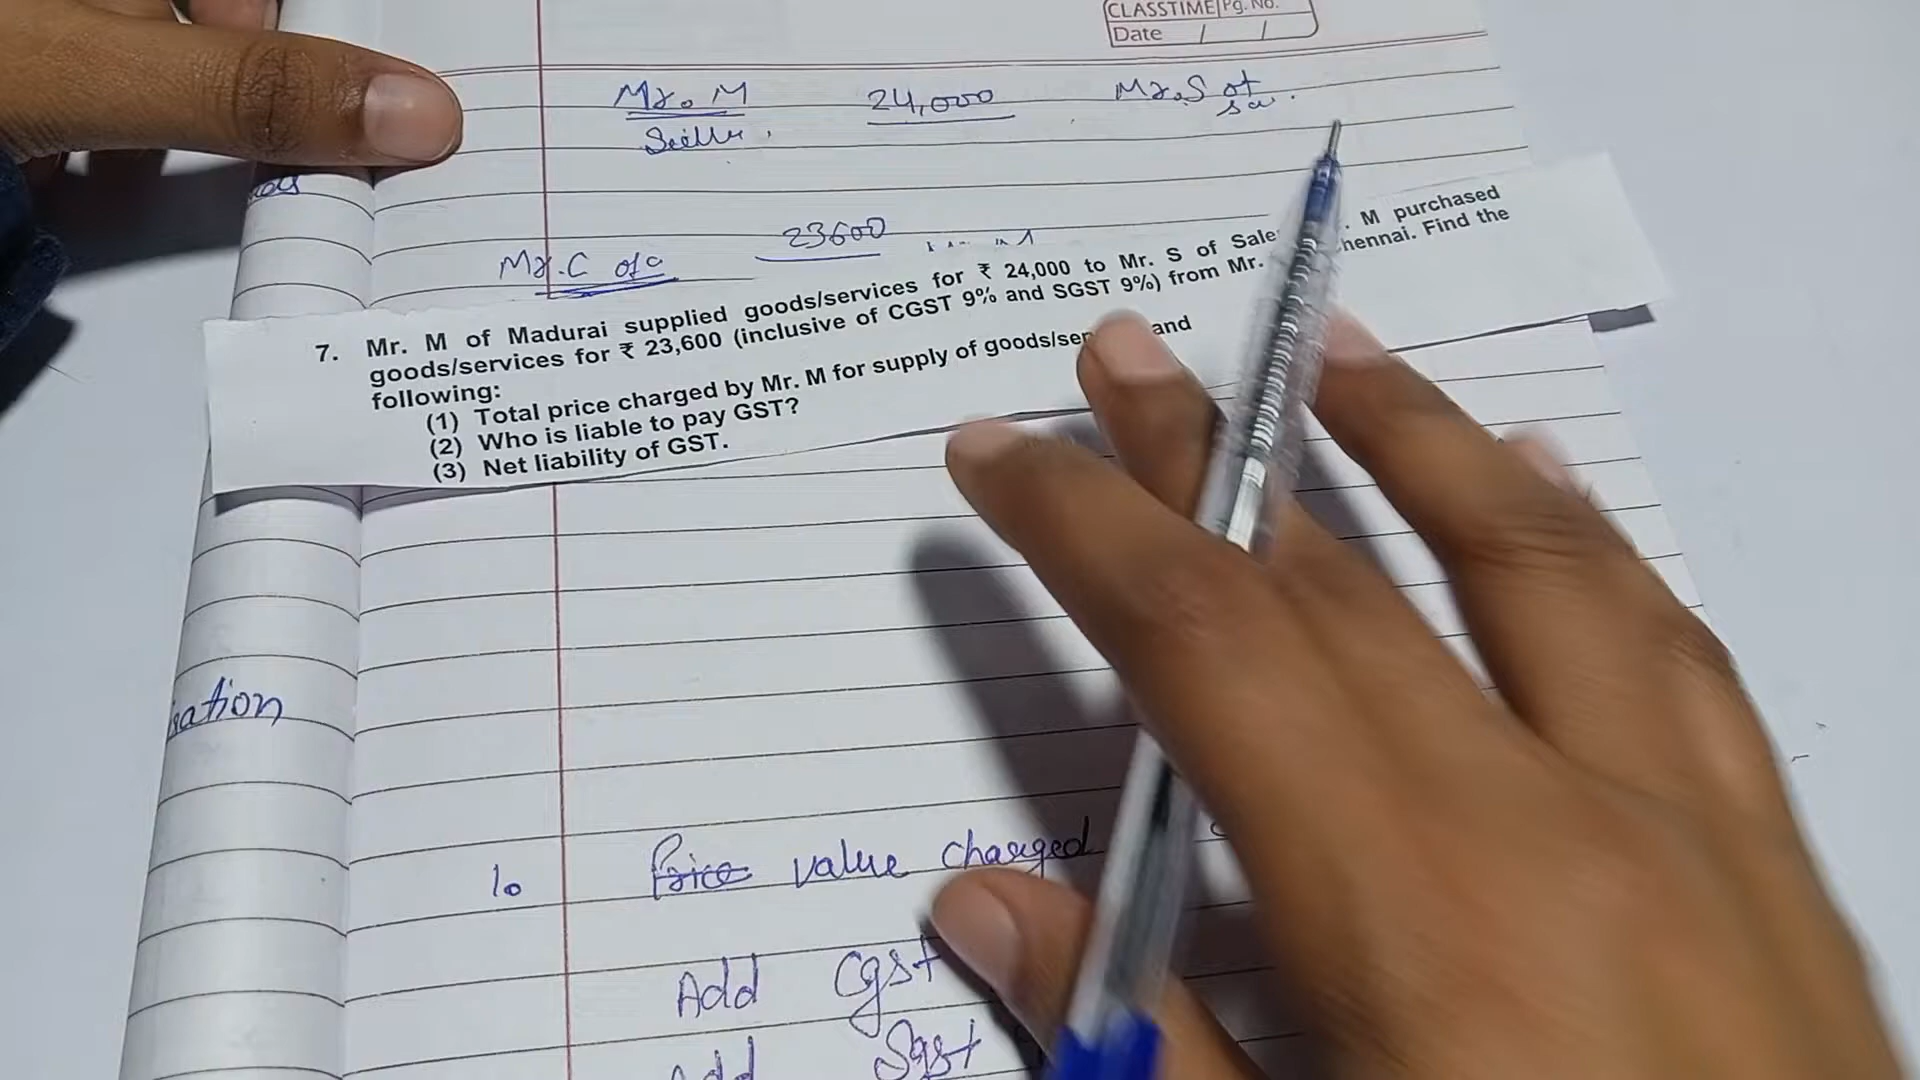 CLASSTIME Pg. No.
Date / /
Mr. M 24,000 Mr. S of
23600
Mr. C of
7. Mr. M of Madurai supplied goods/services for ₹ 24,000 to Mr. S of Sale M purchased
goods/services for ₹ 23,600 (inclusive of CGST 9% and SGST 9%) from Mr. hennai. Find the
following:
(1) Total price charged by Mr. M for supply of goods/ser and
(2) Who is liable to pay GST?
(3) Net liability of GST.
sation
1. Price value charged
Add Cgst
Add Sgst